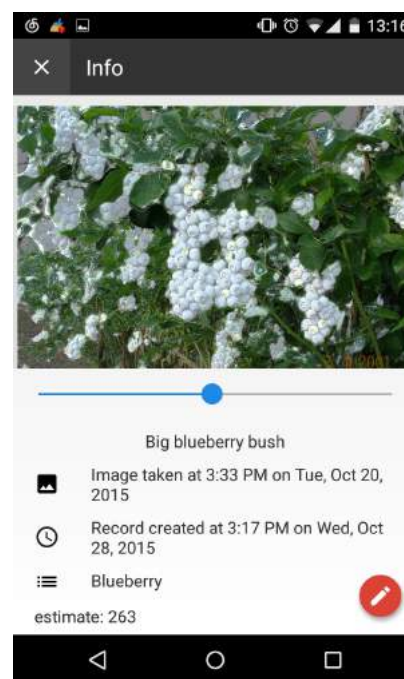 13:16
Info
Big blueberry bush
Image taken at 3:33 PM on Tue, Oct 20,
2015
Record created at 3:17 PM on Wed, Oct
28, 2015
Blueberry
estimate: 263